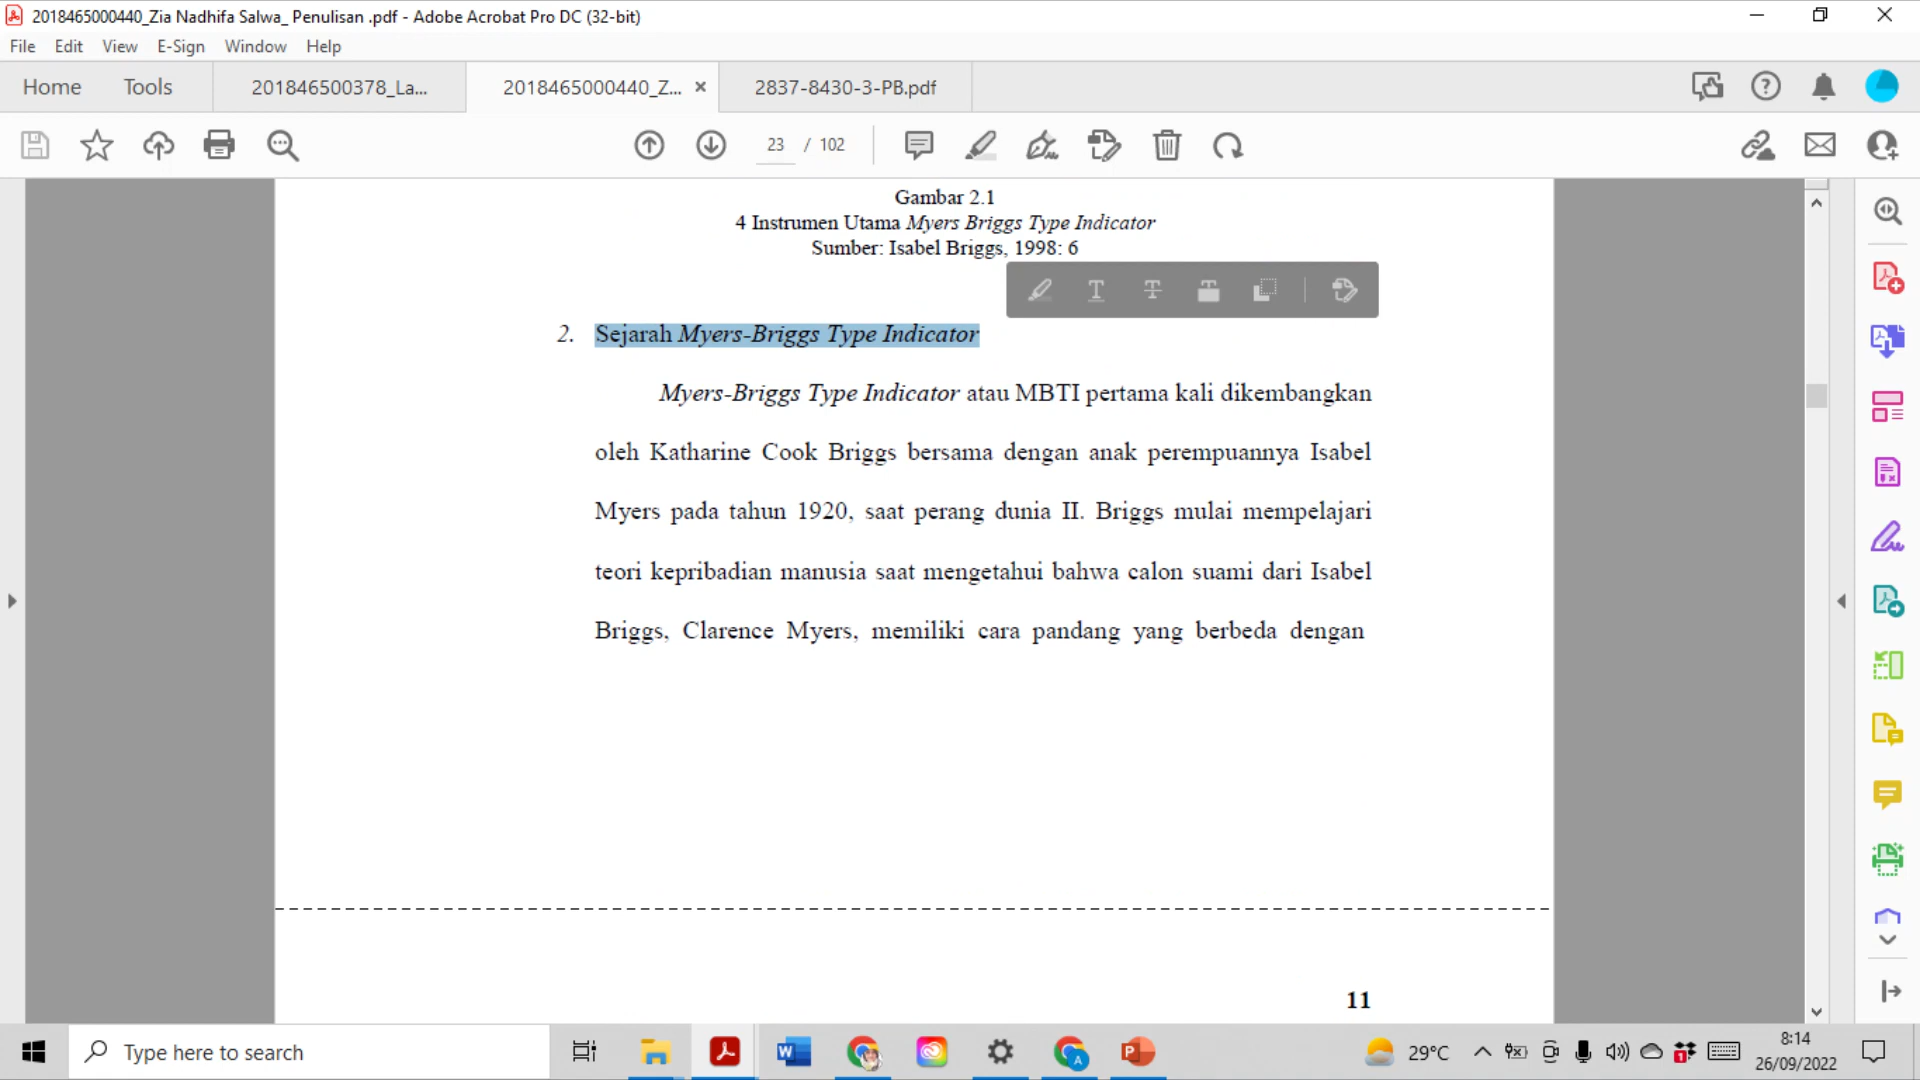 2018465000440_Zia Nadhifa Salwa_ Penulisan .pdf - Adobe Acrobat Pro DC (32-bit)
File Edit View E-Sign Window Help
Home Tools 201846500378_La... 2018465000440_Z... × 2837-8430-3-PB.pdf
23 / 102
Gambar 2.1
4 Instrumen Utama Myers Briggs Type Indicator
Sumber: Isabel Briggs, 1998: 6
2. Sejarah Myers-Briggs Type Indicator
Myers-Briggs Type Indicator atau MBTI pertama kali dikembangkan
oleh Katharine Cook Briggs bersama dengan anak perempuannya Isabel
Myers pada tahun 1920, saat perang dunia II. Briggs mulai mempelajari
teori kepribadian manusia saat mengetahui bahwa calon suami dari Isabel
Briggs, Clarence Myers, memiliki cara pandang yang berbeda dengan
11
Type here to search
29°C
8:14
26/09/2022